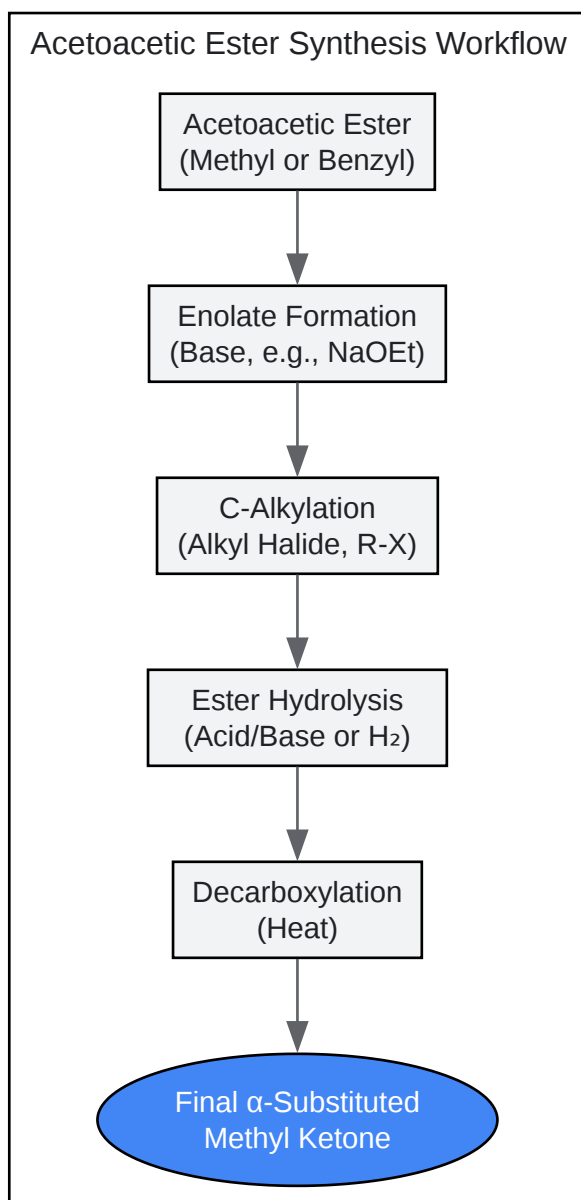 Acetoacetic Ester Synthesis Workflow
Acetoacetic Ester
(Methyl or Benzyl)
Enolate Formation
(Base, e.g., NaOEt)
C-Alkylation
(Alkyl Halide, R-X)
Ester Hydrolysis
(Acid/Base or H₂)
Decarboxylation
(Heat)
Final α-Substituted
Methyl Ketone